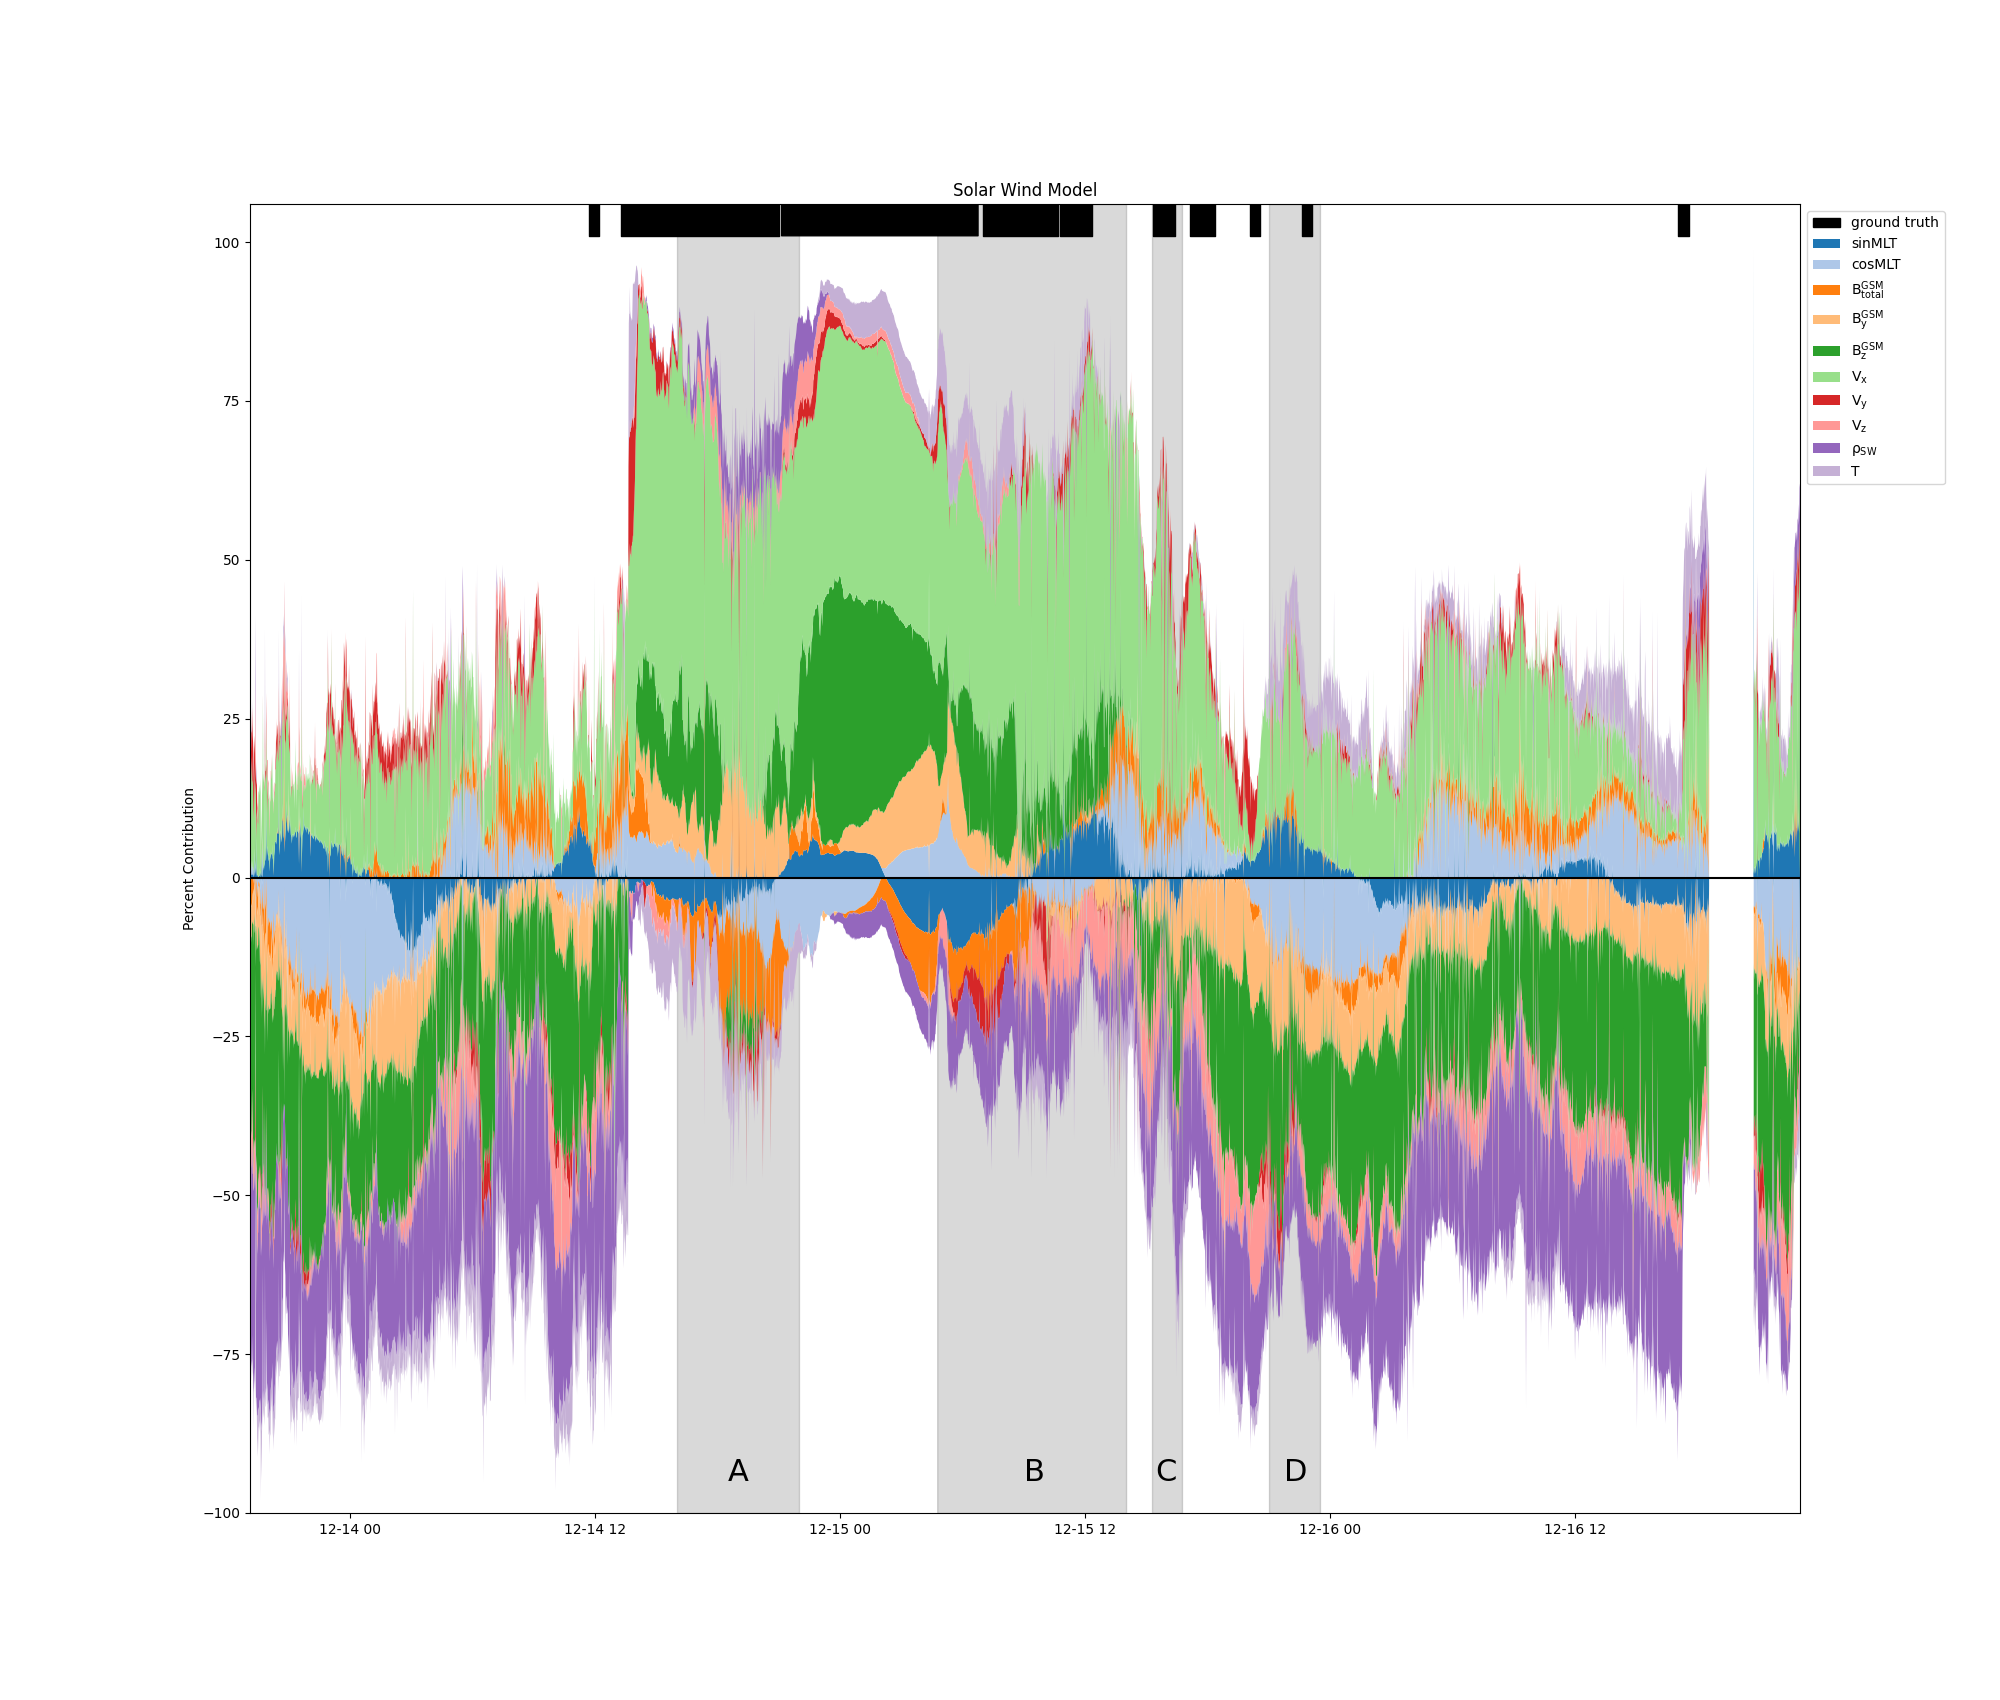 Solar Wind Model
Percent Contribution
100
75
50
25
0
−25
−50
−75
−100
A
B
C
D
12-14 00
12-14 12
12-15 00
12-15 12
12-16 00
12-16 12
ground truth
sinMLT
cosMLT
B_total^GSM
B_y^GSM
B_z^GSM
V_x
V_y
V_z
ρ_SW
T